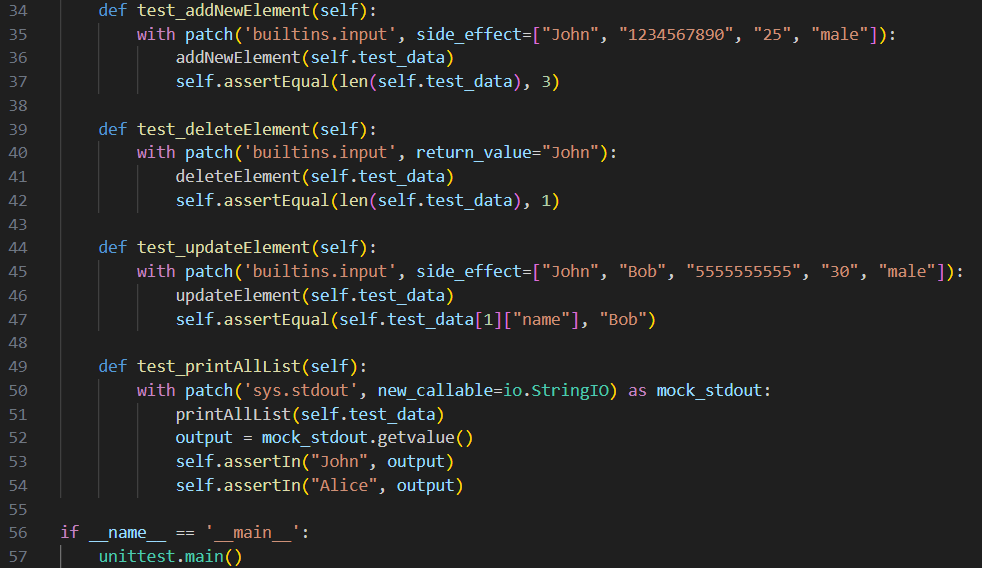 34 def test_addNewElement(self):
35 with patch('builtins.input', side_effect=["John", "1234567890", "25", "male"]):
36 addNewElement(self.test_data)
37 self.assertEqual(len(self.test_data), 3)
38
39 def test_deleteElement(self):
40 with patch('builtins.input', return_value="John"):
41 deleteElement(self.test_data)
42 self.assertEqual(len(self.test_data), 1)
43
44 def test_updateElement(self):
45 with patch('builtins.input', side_effect=["John", "Bob", "5555555555", "30", "male"]):
46 updateElement(self.test_data)
47 self.assertEqual(self.test_data[1]["name"], "Bob")
48
49 def test_printAllList(self):
50 with patch('sys.stdout', new_callable=io.StringIO) as mock_stdout:
51 printAllList(self.test_data)
52 output = mock_stdout.getvalue()
53 self.assertIn("John", output)
54 self.assertIn("Alice", output)
55
56 if __name__ == '__main__':
57 unittest.main()